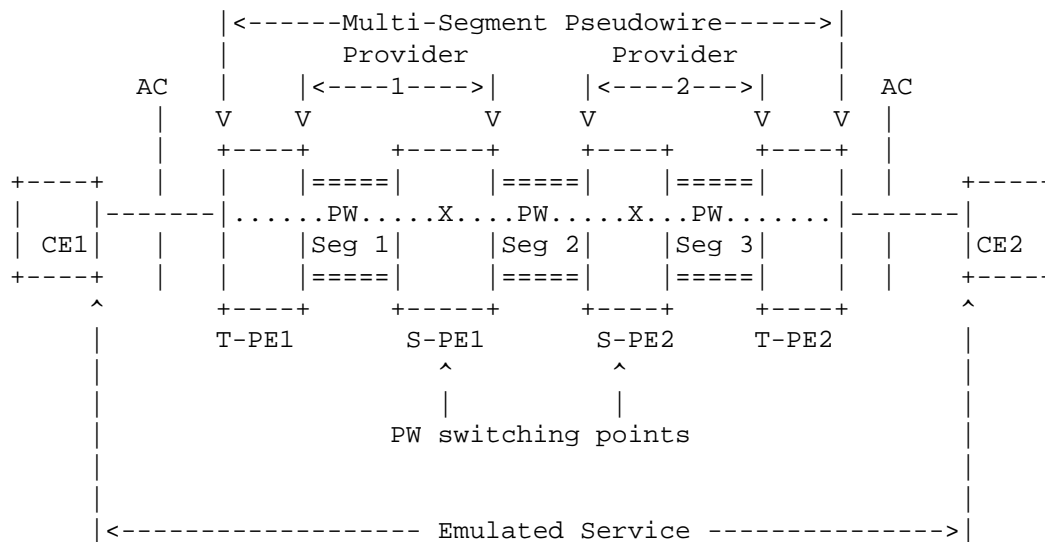 |<------Multi-Segment Pseudowire------>|
|         Provider         Provider         |
AC     |    |<----1---->|     |<----2--->|    |  AC
|   V    V           V     V          V    V   |
|   +----+     +-----+     +----+     +----+   |
+----+   |   |    |=====|     |=====|    |=====|    |   |   +----+
|    |-------|......PW.....X....PW.....X...PW.......|-------|    |
| CE1|   |   |    |Seg 1|     |Seg 2|    |Seg 3|    |   |   |CE2
+----+   |   |    |=====|     |=====|    |=====|    |   |   +----+
^       +----+     +-----+     +----+     +----+       ^
|       T-PE1      S-PE1       S-PE2      T-PE2        |
|                    ^           ^                     |
|                    |           |                     |
|                 PW switching points                  |
|                                                      |
|<------------------- Emulated Service --------------->|